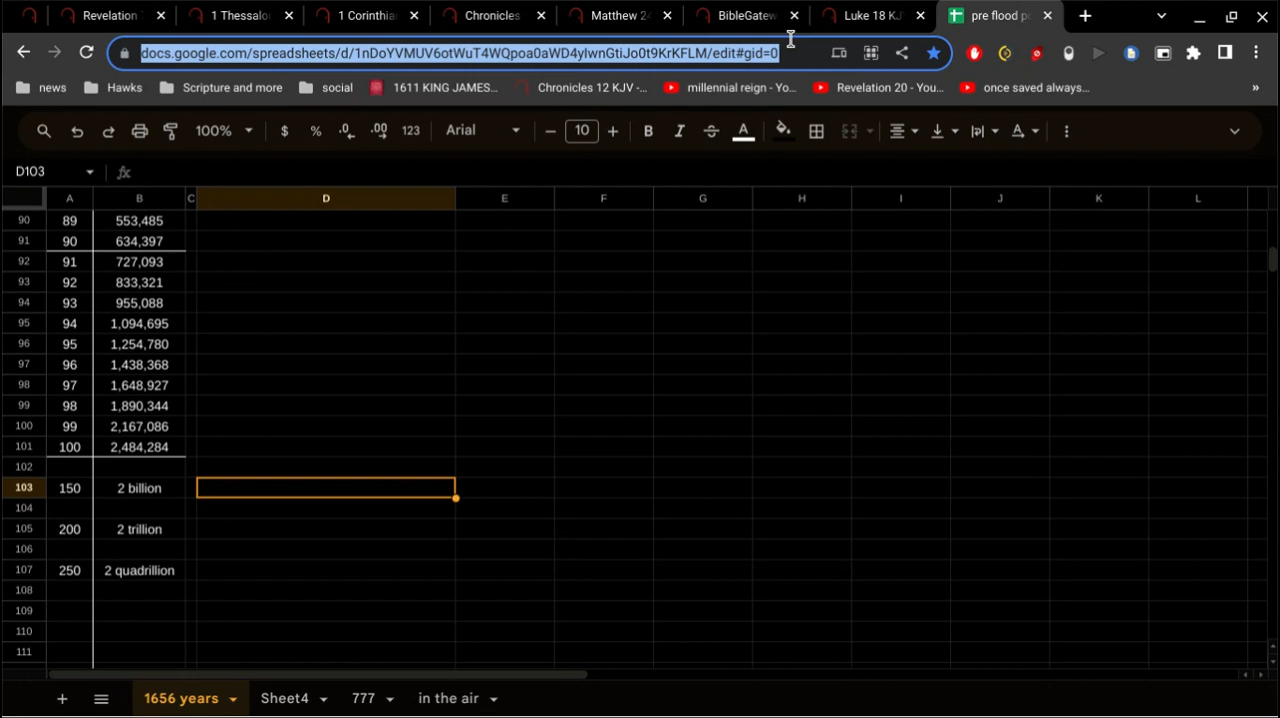 Revelation 1 Thessalo 1 Corinthia Chronicles Matthew 24 BibleGatew Luke 18 KJ pre flood po
docs.google.com/spreadsheets/d/1nDoYVMUV6otWuT4WQpoa0aWD4yIwnGtiJo0t9KrKFLM/edit#gid=0
news Hawks Scripture and more social 1611 KING JAMES... Chronicles 12 KJV -... millennial reign - Yo... Revelation 20 - You... once saved always... »
100% $ % .0 .00 123 Arial 10 B I S A A
D103 fx
A B C D E F G H I J K L
90 89 553,485
91 90 634,397
92 91 727,093
93 92 833,321
94 93 955,088
95 94 1,094,695
96 95 1,254,780
97 96 1,438,368
98 97 1,648,927
99 98 1,890,344
100 99 2,167,086
101 100 2,484,284
102
103 150 2 billion
104
105 200 2 trillion
106
107 250 2 quadrillion
108
109
110
111
1656 years Sheet4 777 in the air